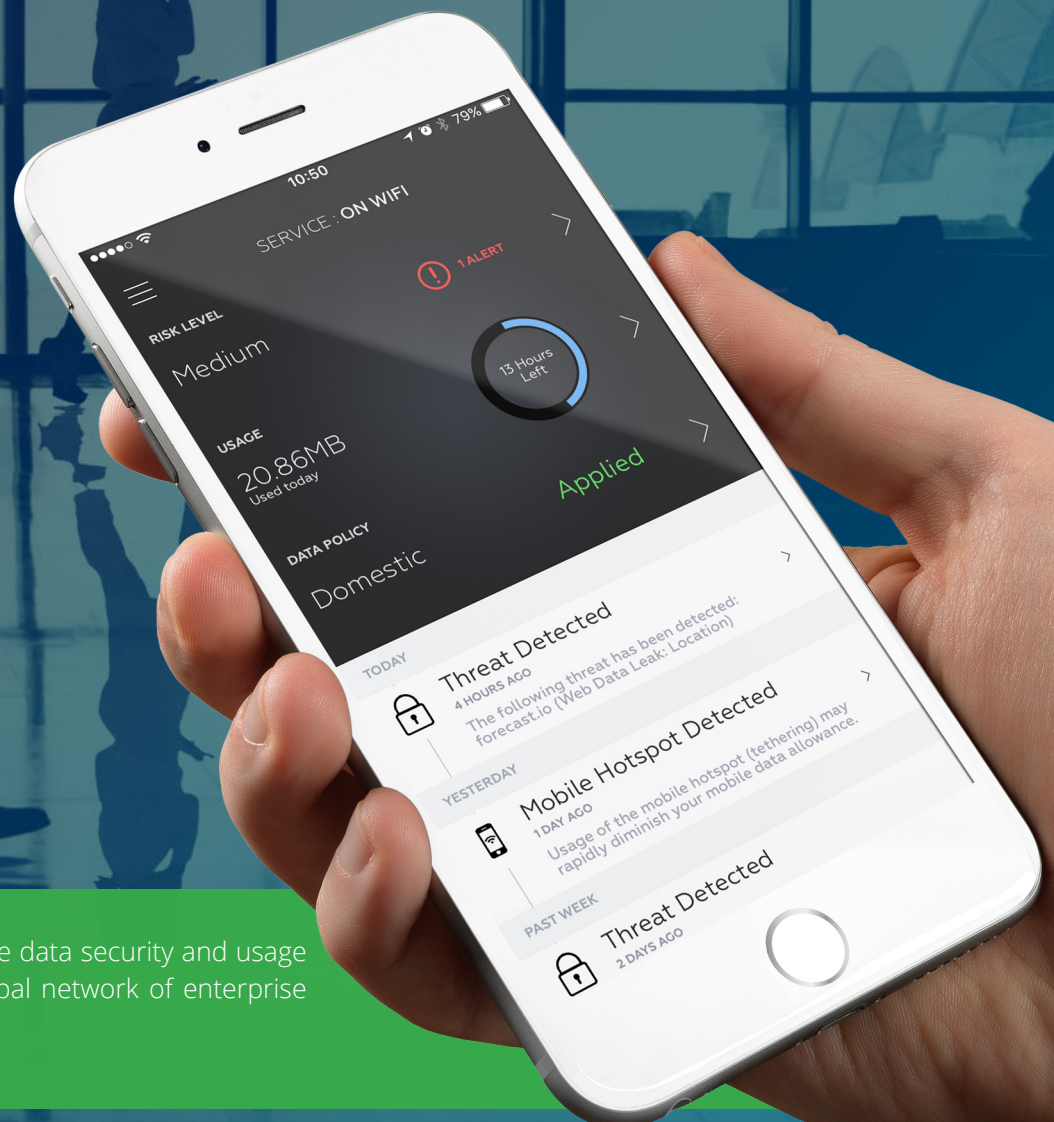 10:50
79%
SERVICE : ON WIFI
RISK LEVEL
1 ALERT
Medium
USAGE
13 Hours
Left
20.86MB
Used today
DATA POLICY
Applied
Domestic
TODAY
Threat Detected
4 HOURS AGO
The following threat has been detected:
forecast.io (Web Data Leak: Location)
YESTERDAY
Mobile Hotspot Detected
1 DAY AGO
Usage of the mobile hotspot (tethering) may
rapidly diminish your mobile data allowance.
PAST WEEK
Threat Detected
2 DAYS AGO
data security and usage
network of enterprise